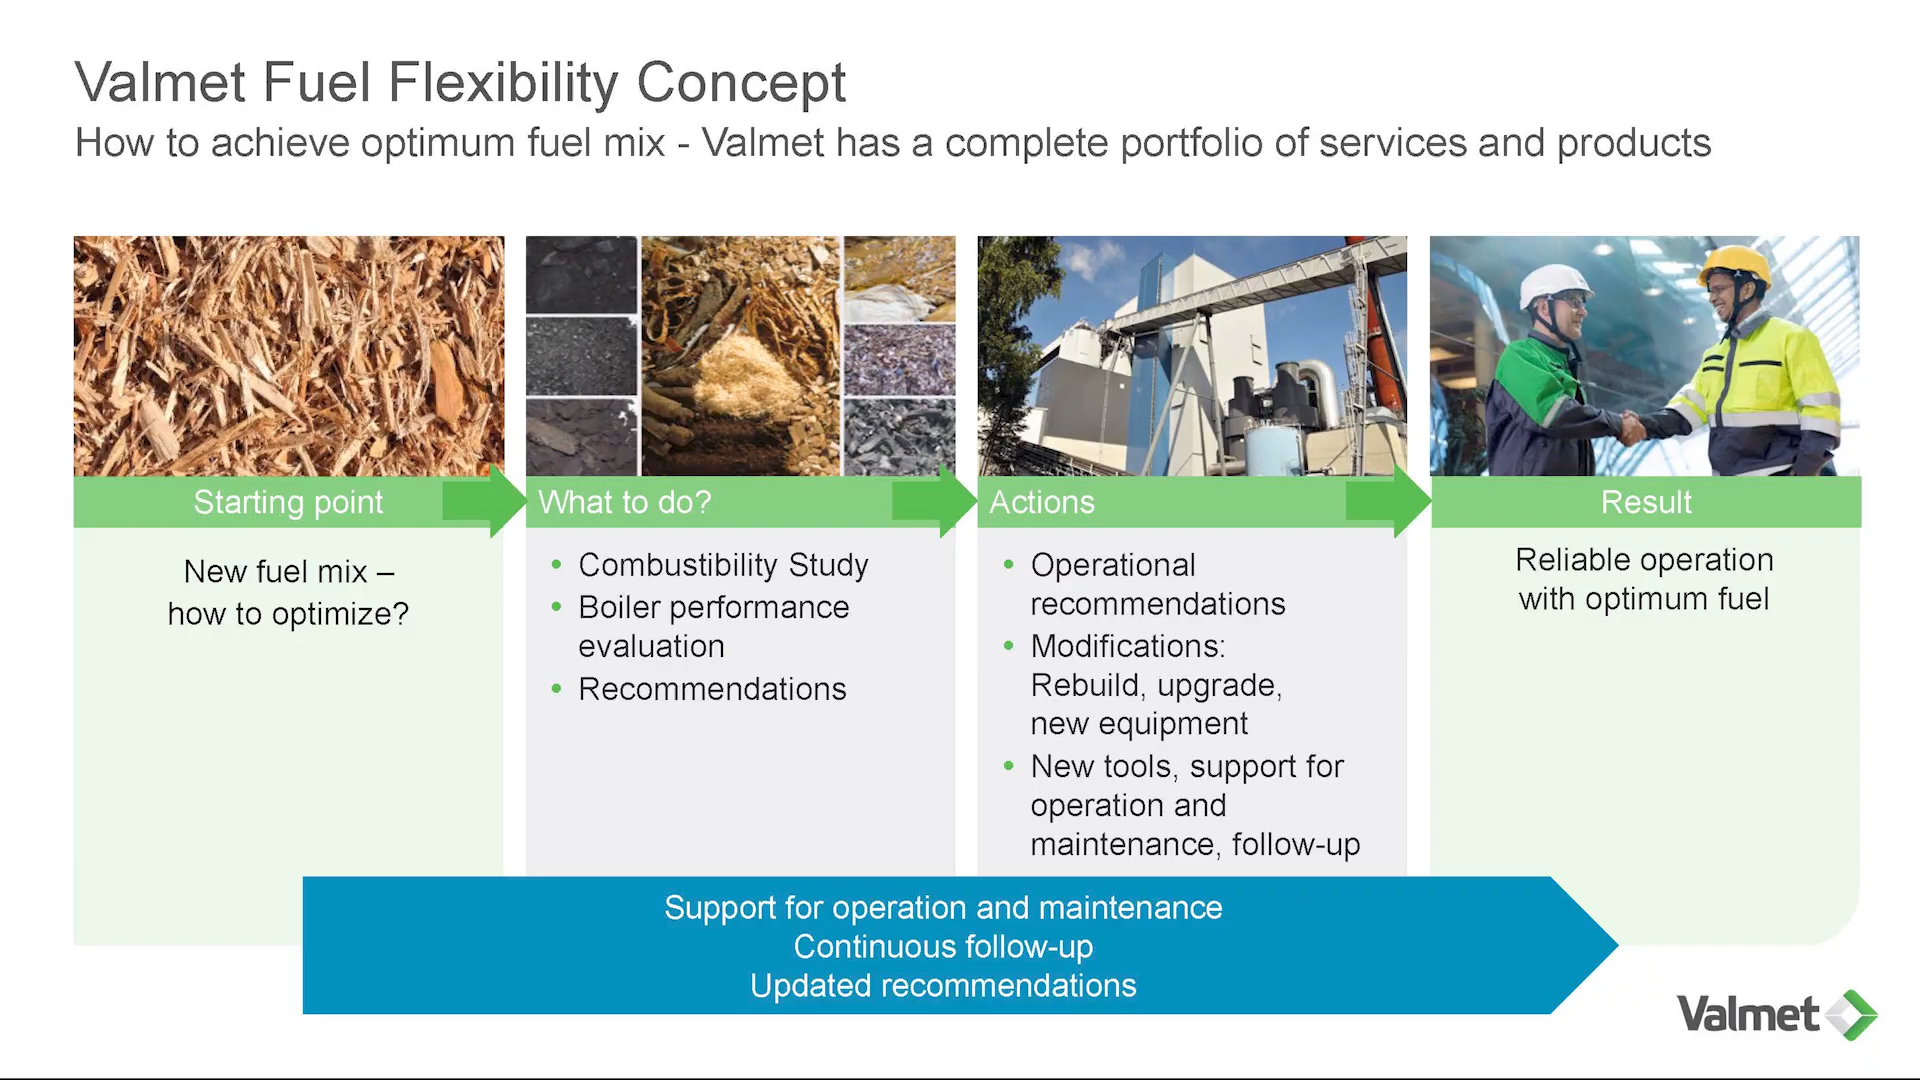 Valmet Fuel Flexibility Concept
How to achieve optimum fuel mix - Valmet has a complete portfolio of services and products
Starting point
New fuel mix –
how to optimize?
What to do?
• Combustibility Study
• Boiler performance
evaluation
• Recommendations
Actions
• Operational
recommendations
• Modifications:
Rebuild, upgrade,
new equipment
• New tools, support for
operation and
maintenance, follow-up
Result
Reliable operation
with optimum fuel
Support for operation and maintenance
Continuous follow-up
Updated recommendations
Valmet